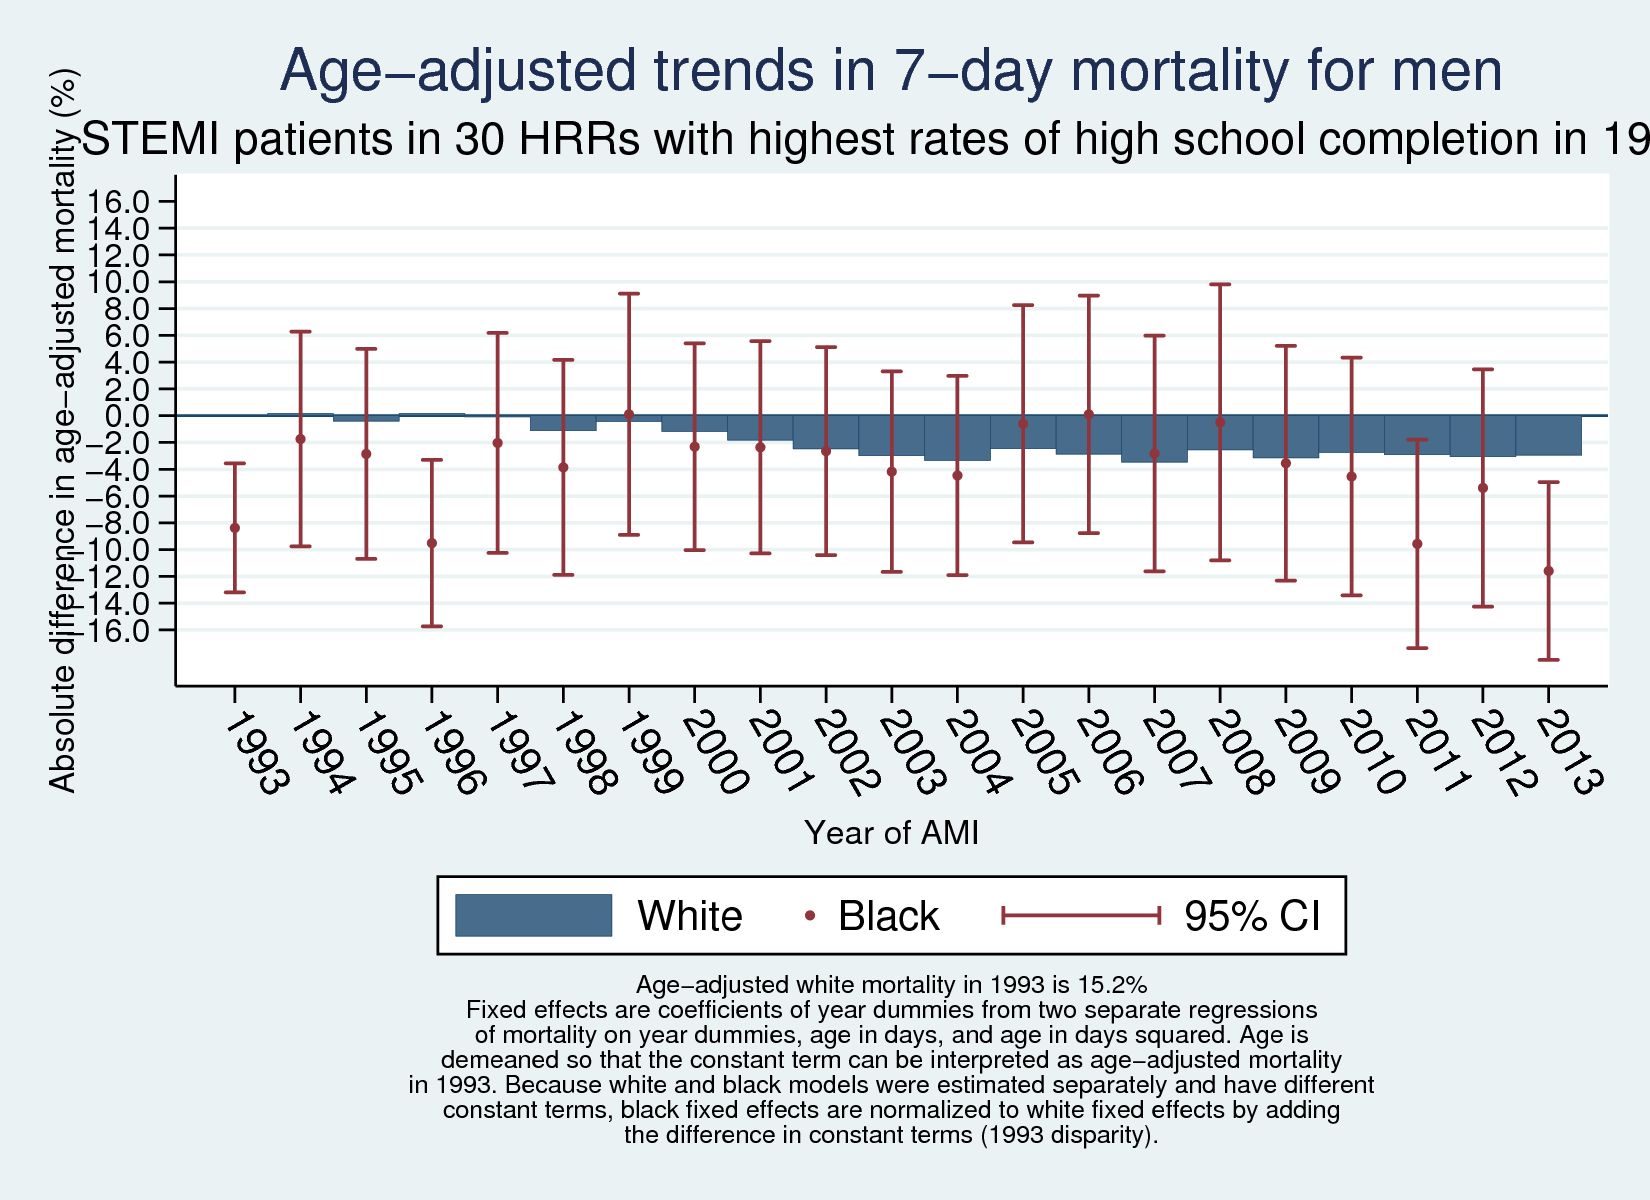 Age−adjusted trends in 7−day mortality for men
STEMI patients in 30 HRRs with highest rates of high school completion in 19
Absolute difference in age−adjusted mortality (%)
16.0
14.0
12.0
10.0
8.0
6.0
4.0
2.0
0.0
−2.0
−4.0
−6.0
−8.0
−10.0
−12.0
−14.0
−16.0
1993 1994 1995 1996 1997 1998 1999 2000 2001 2002 2003 2004 2005 2006 2007 2008 2009 2010 2011 2012 2013
Year of AMI
White Black 95% CI
Age−adjusted white mortality in 1993 is 15.2%
Fixed effects are coefficients of year dummies from two separate regressions
of mortality on year dummies, age in days, and age in days squared. Age is
demeaned so that the constant term can be interpreted as age−adjusted mortality
in 1993. Because white and black models were estimated separately and have different
constant terms, black fixed effects are normalized to white fixed effects by adding
the difference in constant terms (1993 disparity).